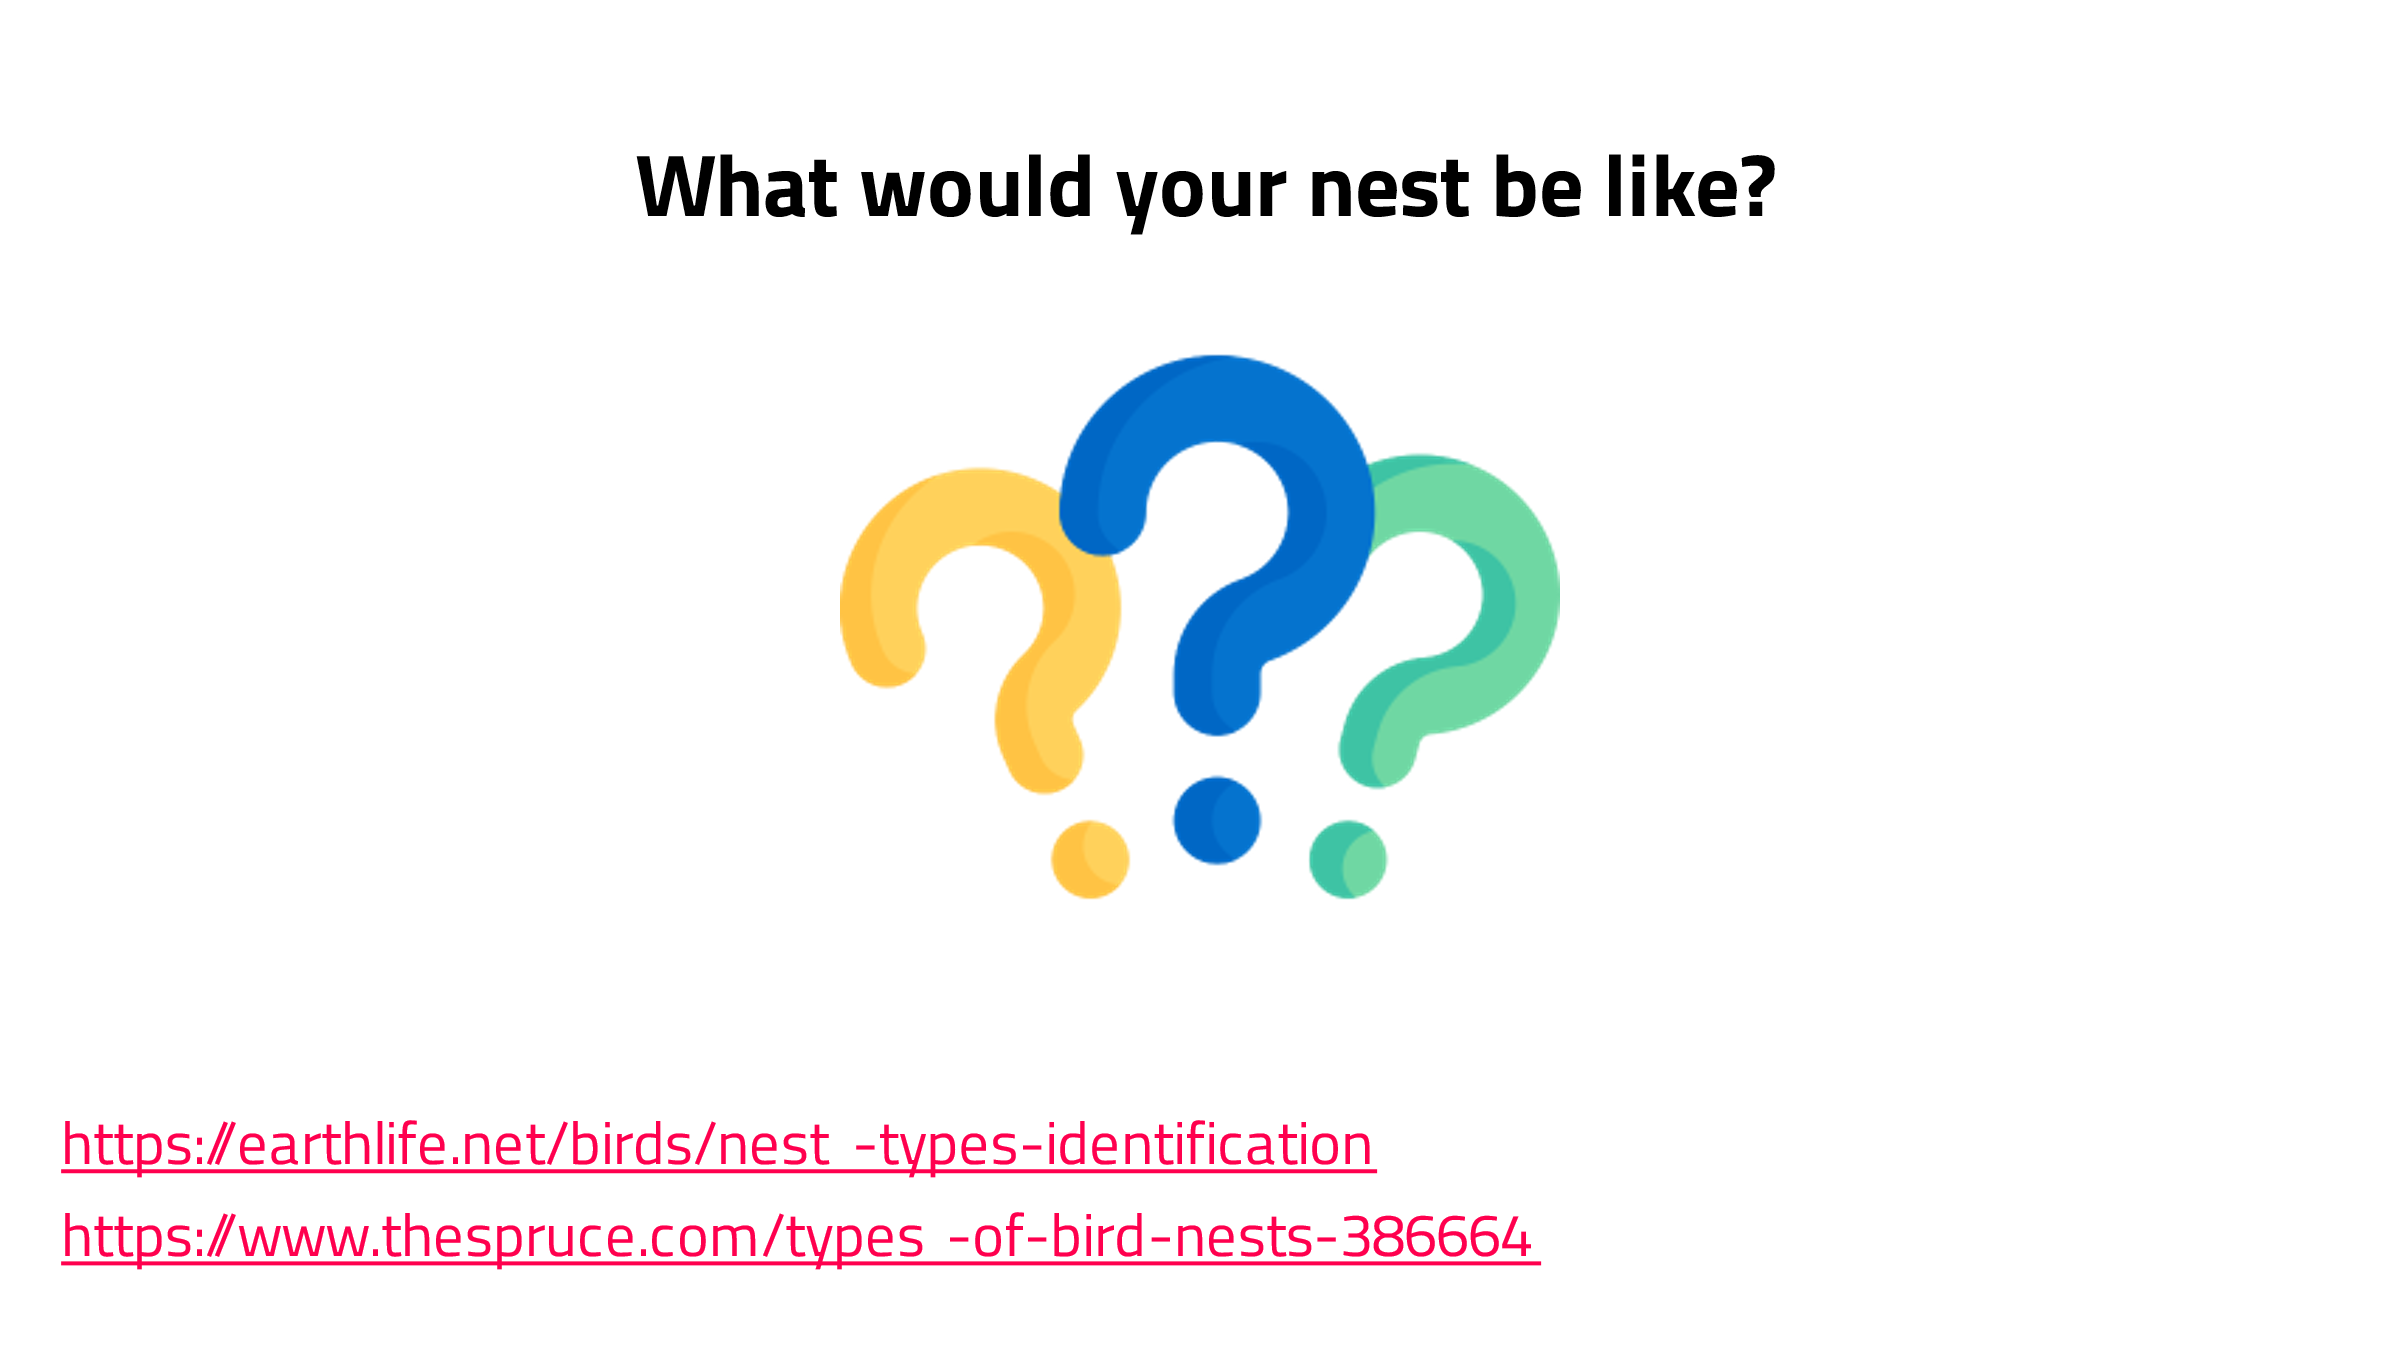 What would your nest be like?
https://earthlife.net/birds/nest -types-identification
https://www.thespruce.com/types -of-bird-nests-386664